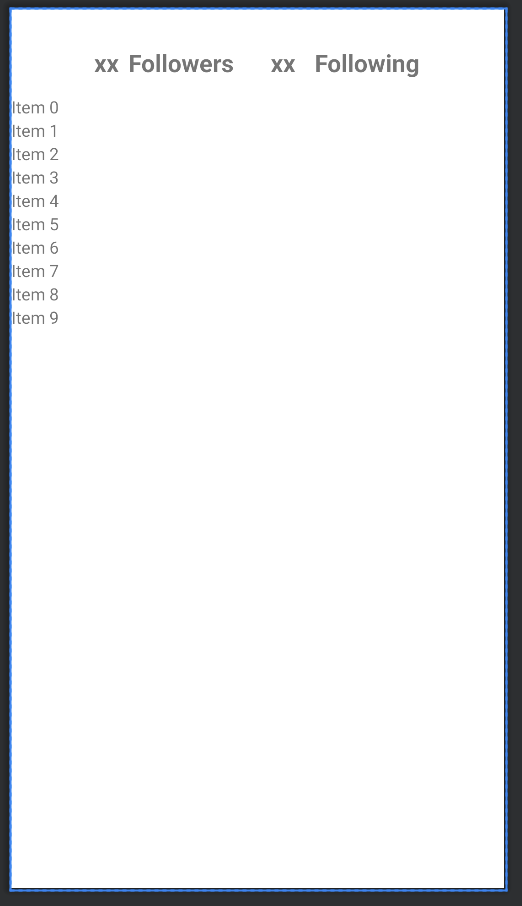 xx Followers xx Following
Item 0
Item 1
Item 2
Item 3
Item 4
Item 5
Item 6
Item 7
Item 8
Item 9